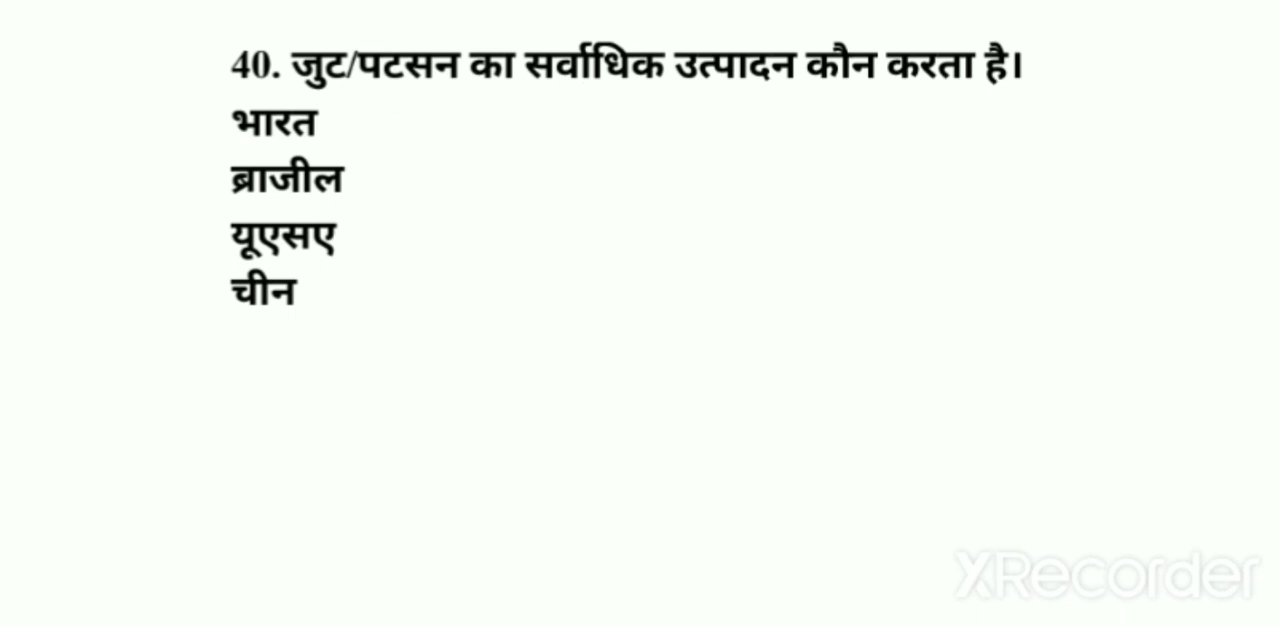 40. जुट/पटसन का सर्वाधिक उत्पादन कौन करता है।
भारत
ब्राजील
यूएसए
चीन
XRecorder